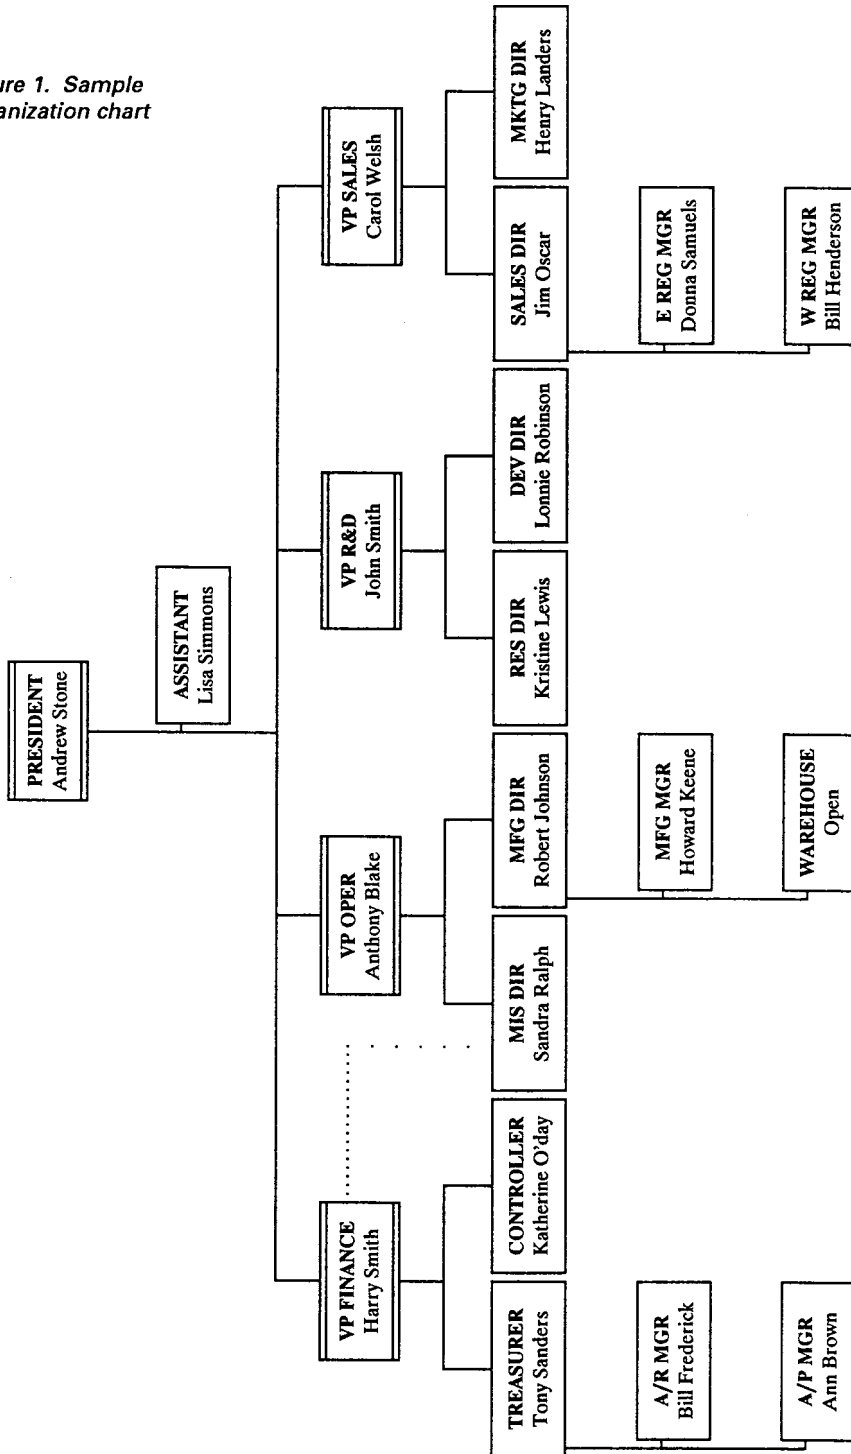 ure 1. Sample
anization chart
PRESIDENT
Andrew Stone
ASSISTANT
Lisa Simmons
VP FINANCE
Harry Smith
VP OPER
Anthony Blake
VP R&D
John Smith
VP SALES
Carol Welsh
TREASURER
Tony Sanders
CONTROLLER
Katherine O'day
MIS DIR
Sandra Ralph
MFG DIR
Robert Johnson
RES DIR
Kristine Lewis
DEV DIR
Lonnie Robinson
SALES DIR
Jim Oscar
MKTG DIR
Henry Landers
A/R MGR
Bill Frederick
MFG MGR
Howard Keene
E REG MGR
Donna Samuels
A/P MGR
Ann Brown
WAREHOUSE
Open
W REG MGR
Bill Henderson